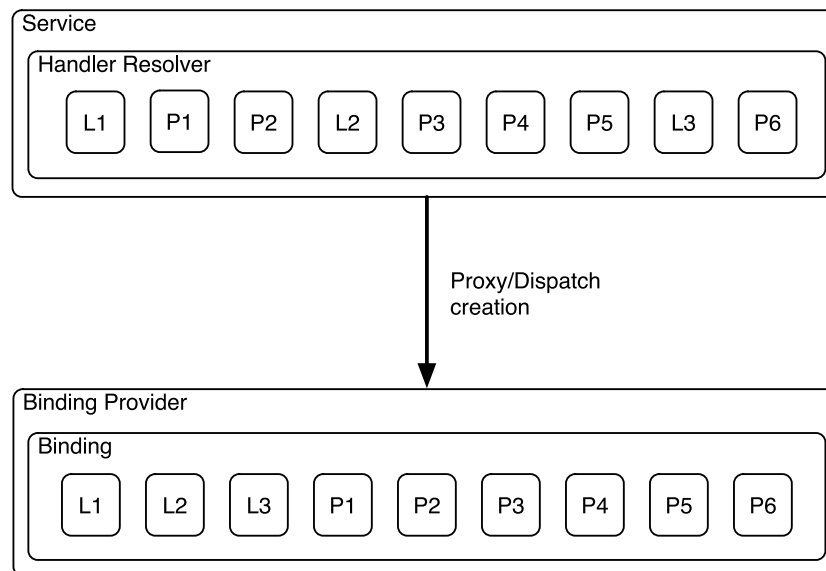 Service
Handler Resolver
L1 P1 P2 L2 P3 P4 P5 L3 P6
Proxy/Dispatch
creation
Binding Provider
Binding
L1 L2 L3 P1 P2 P3 P4 P5 P6